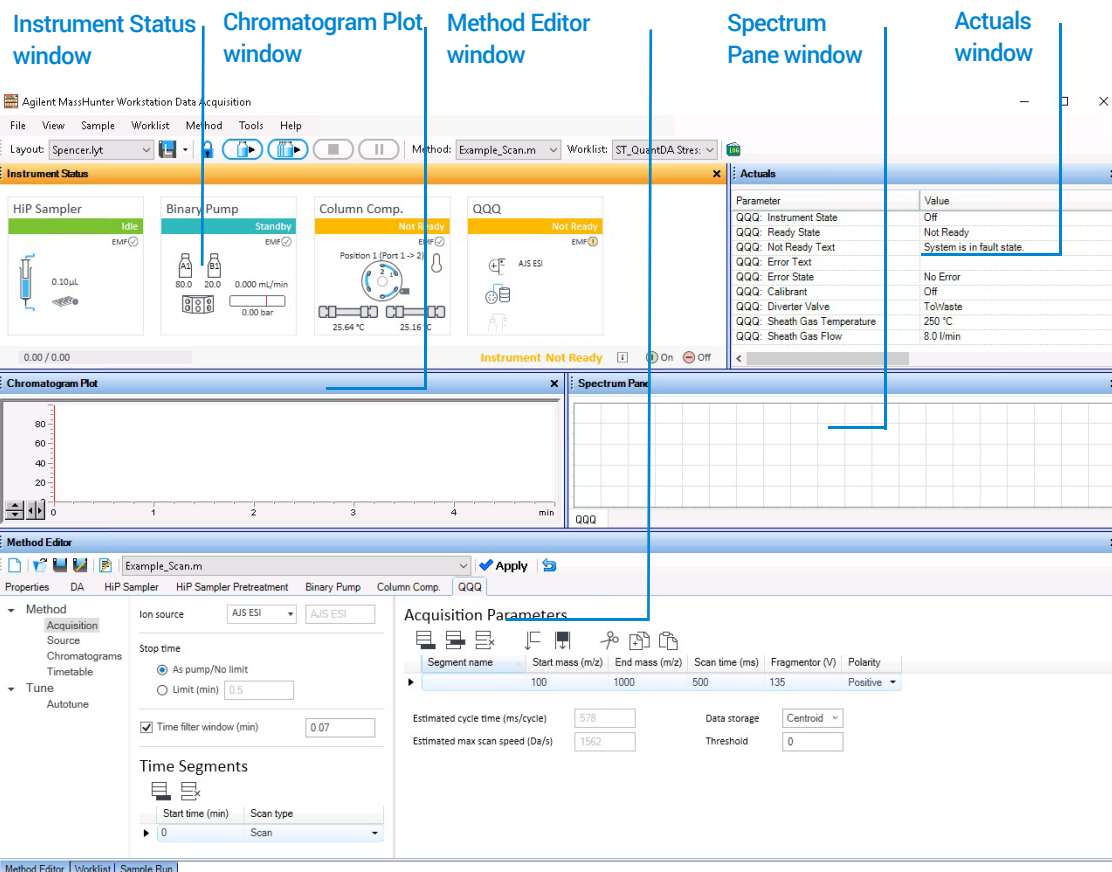 Instrument Status window
Chromatogram Plot window
Method Editor window
Spectrum Pane window
Actuals window
Agilent MassHunter Workstation Data Acquisition
File View Sample Worklist Method Tools Help
Layout: Spencer.lyt Method: Example_Scan.m Worklist: ST_QuantDA Stres:
Instrument Status
HiP Sampler
Idle
EMF
0.10µL
Binary Pump
Standby
EMF
A1 B1
80.0 20.0 0.000 mL/min
0.00 bar
Column Comp.
Not Ready
EMF
Position 1 (Port 1 -> 2)
2 1
25.64 °C 25.16 °C
QQQ
Not Ready
EMF
AJS ESI
0.00 / 0.00
Instrument Not Ready On Off
Actuals
Parameter Value
QQQ: Instrument State Off
QQQ: Ready State Not Ready
QQQ: Not Ready Text System is in fault state.
QQQ: Error Text
QQQ: Error State No Error
QQQ: Calibrant Off
QQQ: Diverter Valve ToWaste
QQQ: Sheath Gas Temperature 250 °C
QQQ: Sheath Gas Flow 8.0 l/min
Chromatogram Plot
80
60
40
20
0 1 2 3 4 min
Spectrum Pane
QQQ
Method Editor
Example_Scan.m Apply
Properties DA HiP Sampler HiP Sampler Pretreatment Binary Pump Column Comp. QQQ
Method
Acquisition
Source
Chromatograms
Timetable
Tune
Autotune
Ion source AJS ESI AJS ESI
Stop time
As pump/No limit
Limit (min) 0.5
Time filter window (min) 0.07
Time Segments
Start time (min) Scan type
0 Scan
Acquisition Parameters
Segment name Start mass (m/z) End mass (m/z) Scan time (ms) Fragmentor (V) Polarity
100 1000 500 135 Positive
Estimated cycle time (ms/cycle) 578 Data storage Centroid
Estimated max scan speed (Da/s) 1562 Threshold 0
Method Editor Worklist Sample Run